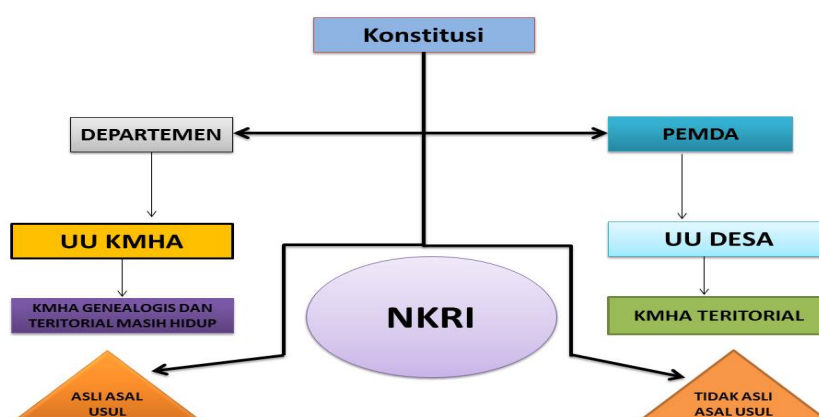 Konstitusi
DEPARTEMEN
PEMDA
UU KMHA
UU DESA
NKRI
KMHA GENEALOGIS DAN
TERITORIAL MASIH HIDUP
KMHA TERITORIAL
ASLI ASAL
USUL
TIDAK ASLI
ASAL USUL